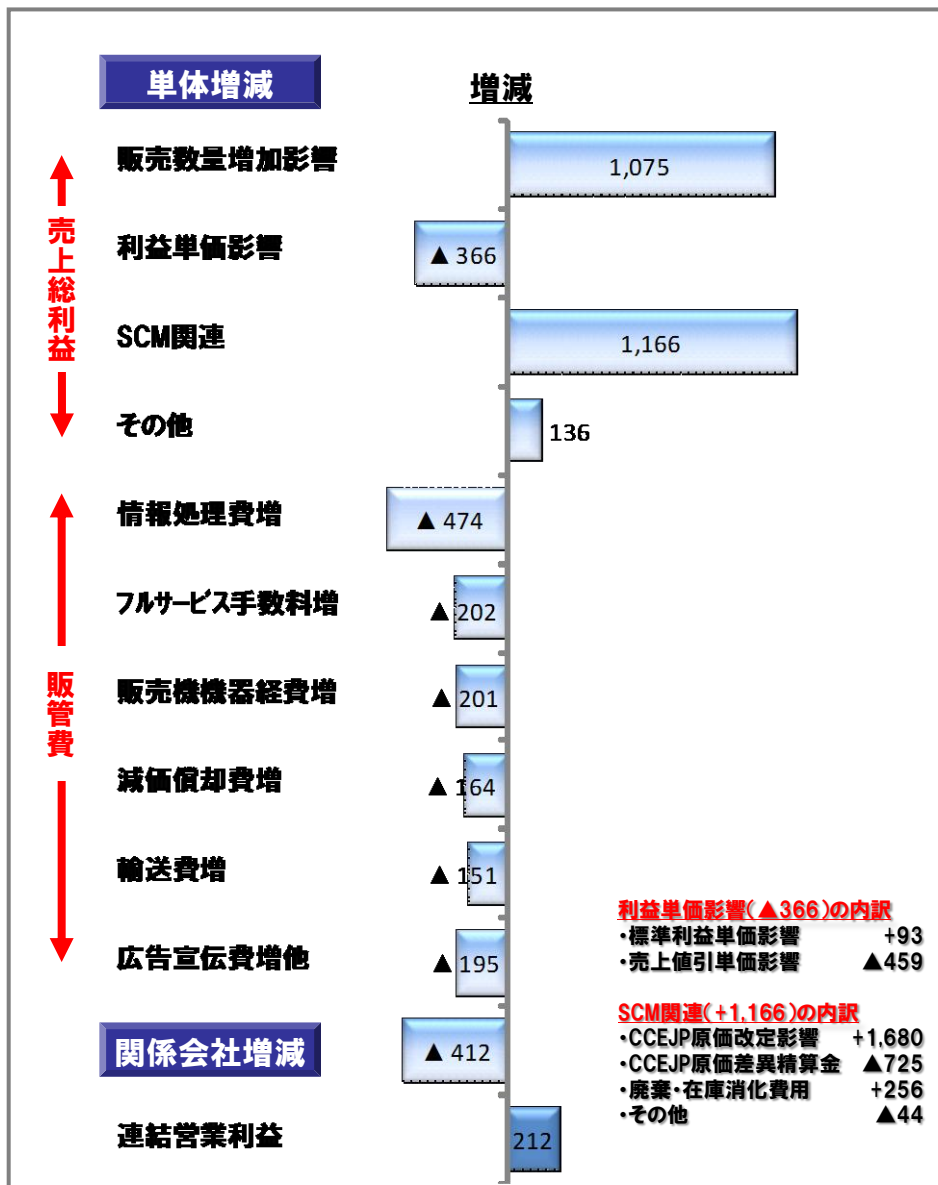 単体増減
増減
販売数量増加影響
1,075
利益単価影響
▲ 366
SCM関連
1,166
その他
136
売上総利益
情報処理費増
▲ 474
フルサービス手数料増
▲ 202
販売機機器経費増
▲ 201
減価償却費増
▲ 164
輸送費増
▲ 151
広告宣伝費増他
▲ 195
販管費
関係会社増減
▲ 412
連結営業利益
212
利益単価影響(▲366)の内訳
・標準利益単価影響 +93
・売上値引単価影響 ▲459
SCM関連(+1,166)の内訳
・CCEJP原価改定影響 +1,680
・CCEJP原価差異精算金 ▲725
・廃棄・在庫消化費用 +256
・その他 ▲44